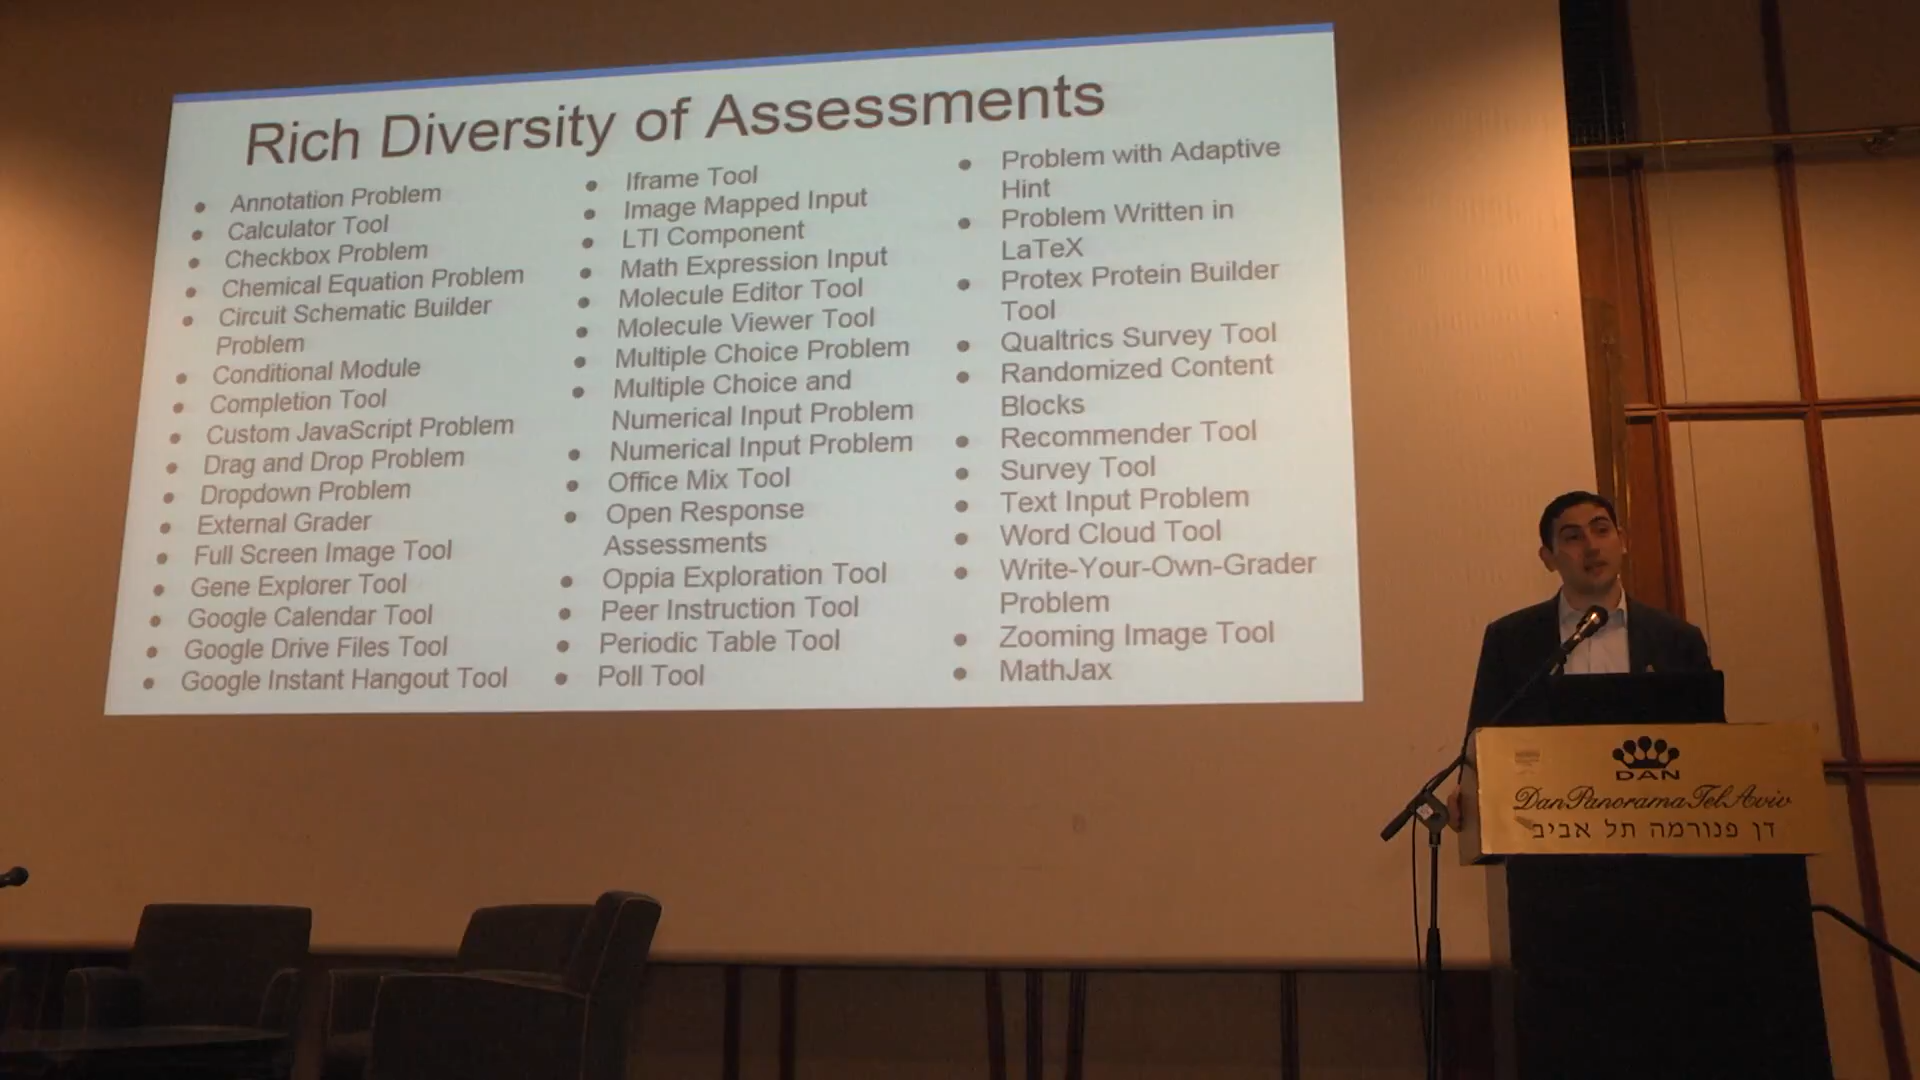 Rich Diversity of Assessments
Annotation Problem
Calculator Tool
Checkbox Problem
Chemical Equation Problem
Circuit Schematic Builder
Problem
Conditional Module
Completion Tool
Custom JavaScript Problem
Drag and Drop Problem
Dropdown Problem
External Grader
Full Screen Image Tool
Gene Explorer Tool
Google Calendar Tool
Google Drive Files Tool
Google Instant Hangout Tool
Iframe Tool
Image Mapped Input
LTI Component
Math Expression Input
Molecule Editor Tool
Molecule Viewer Tool
Multiple Choice Problem
Multiple Choice and
Numerical Input Problem
Numerical Input Problem
Office Mix Tool
Open Response
Assessments
Oppia Exploration Tool
Peer Instruction Tool
Periodic Table Tool
Poll Tool
Problem with Adaptive
Hint
Problem Written in
LaTeX
Protex Protein Builder
Tool
Qualtrics Survey Tool
Randomized Content
Blocks
Recommender Tool
Survey Tool
Text Input Problem
Word Cloud Tool
Write-Your-Own-Grader
Problem
Zooming Image Tool
MathJax
DAN
Dan Panorama Tel Aviv
דן פנורמה תל אביב